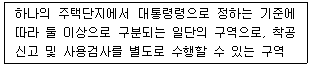 하나의 주택단지에서 대통령령으로 정하는 기준에
따라 둘 이상으로 구분되는 일단의 구역으로, 착공
신고 및 사용검사를 별도로 수행할 수 있는 구역